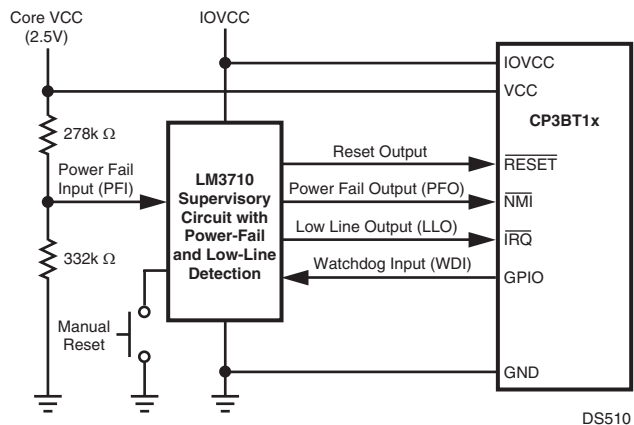 Core VCC
(2.5V)
IOVCC
IOVCC
VCC
CP3BT1x
278k Ω
Power Fail
Input (PFI)
332k Ω
LM3710
Supervisory
Circuit with
Power-Fail
and Low-Line
Detection
Reset Output
RESET
Power Fail Output (PFO)
NMI
Low Line Output (LLO)
IRQ
Watchdog Input (WDI)
GPIO
Manual
Reset
GND
DS510